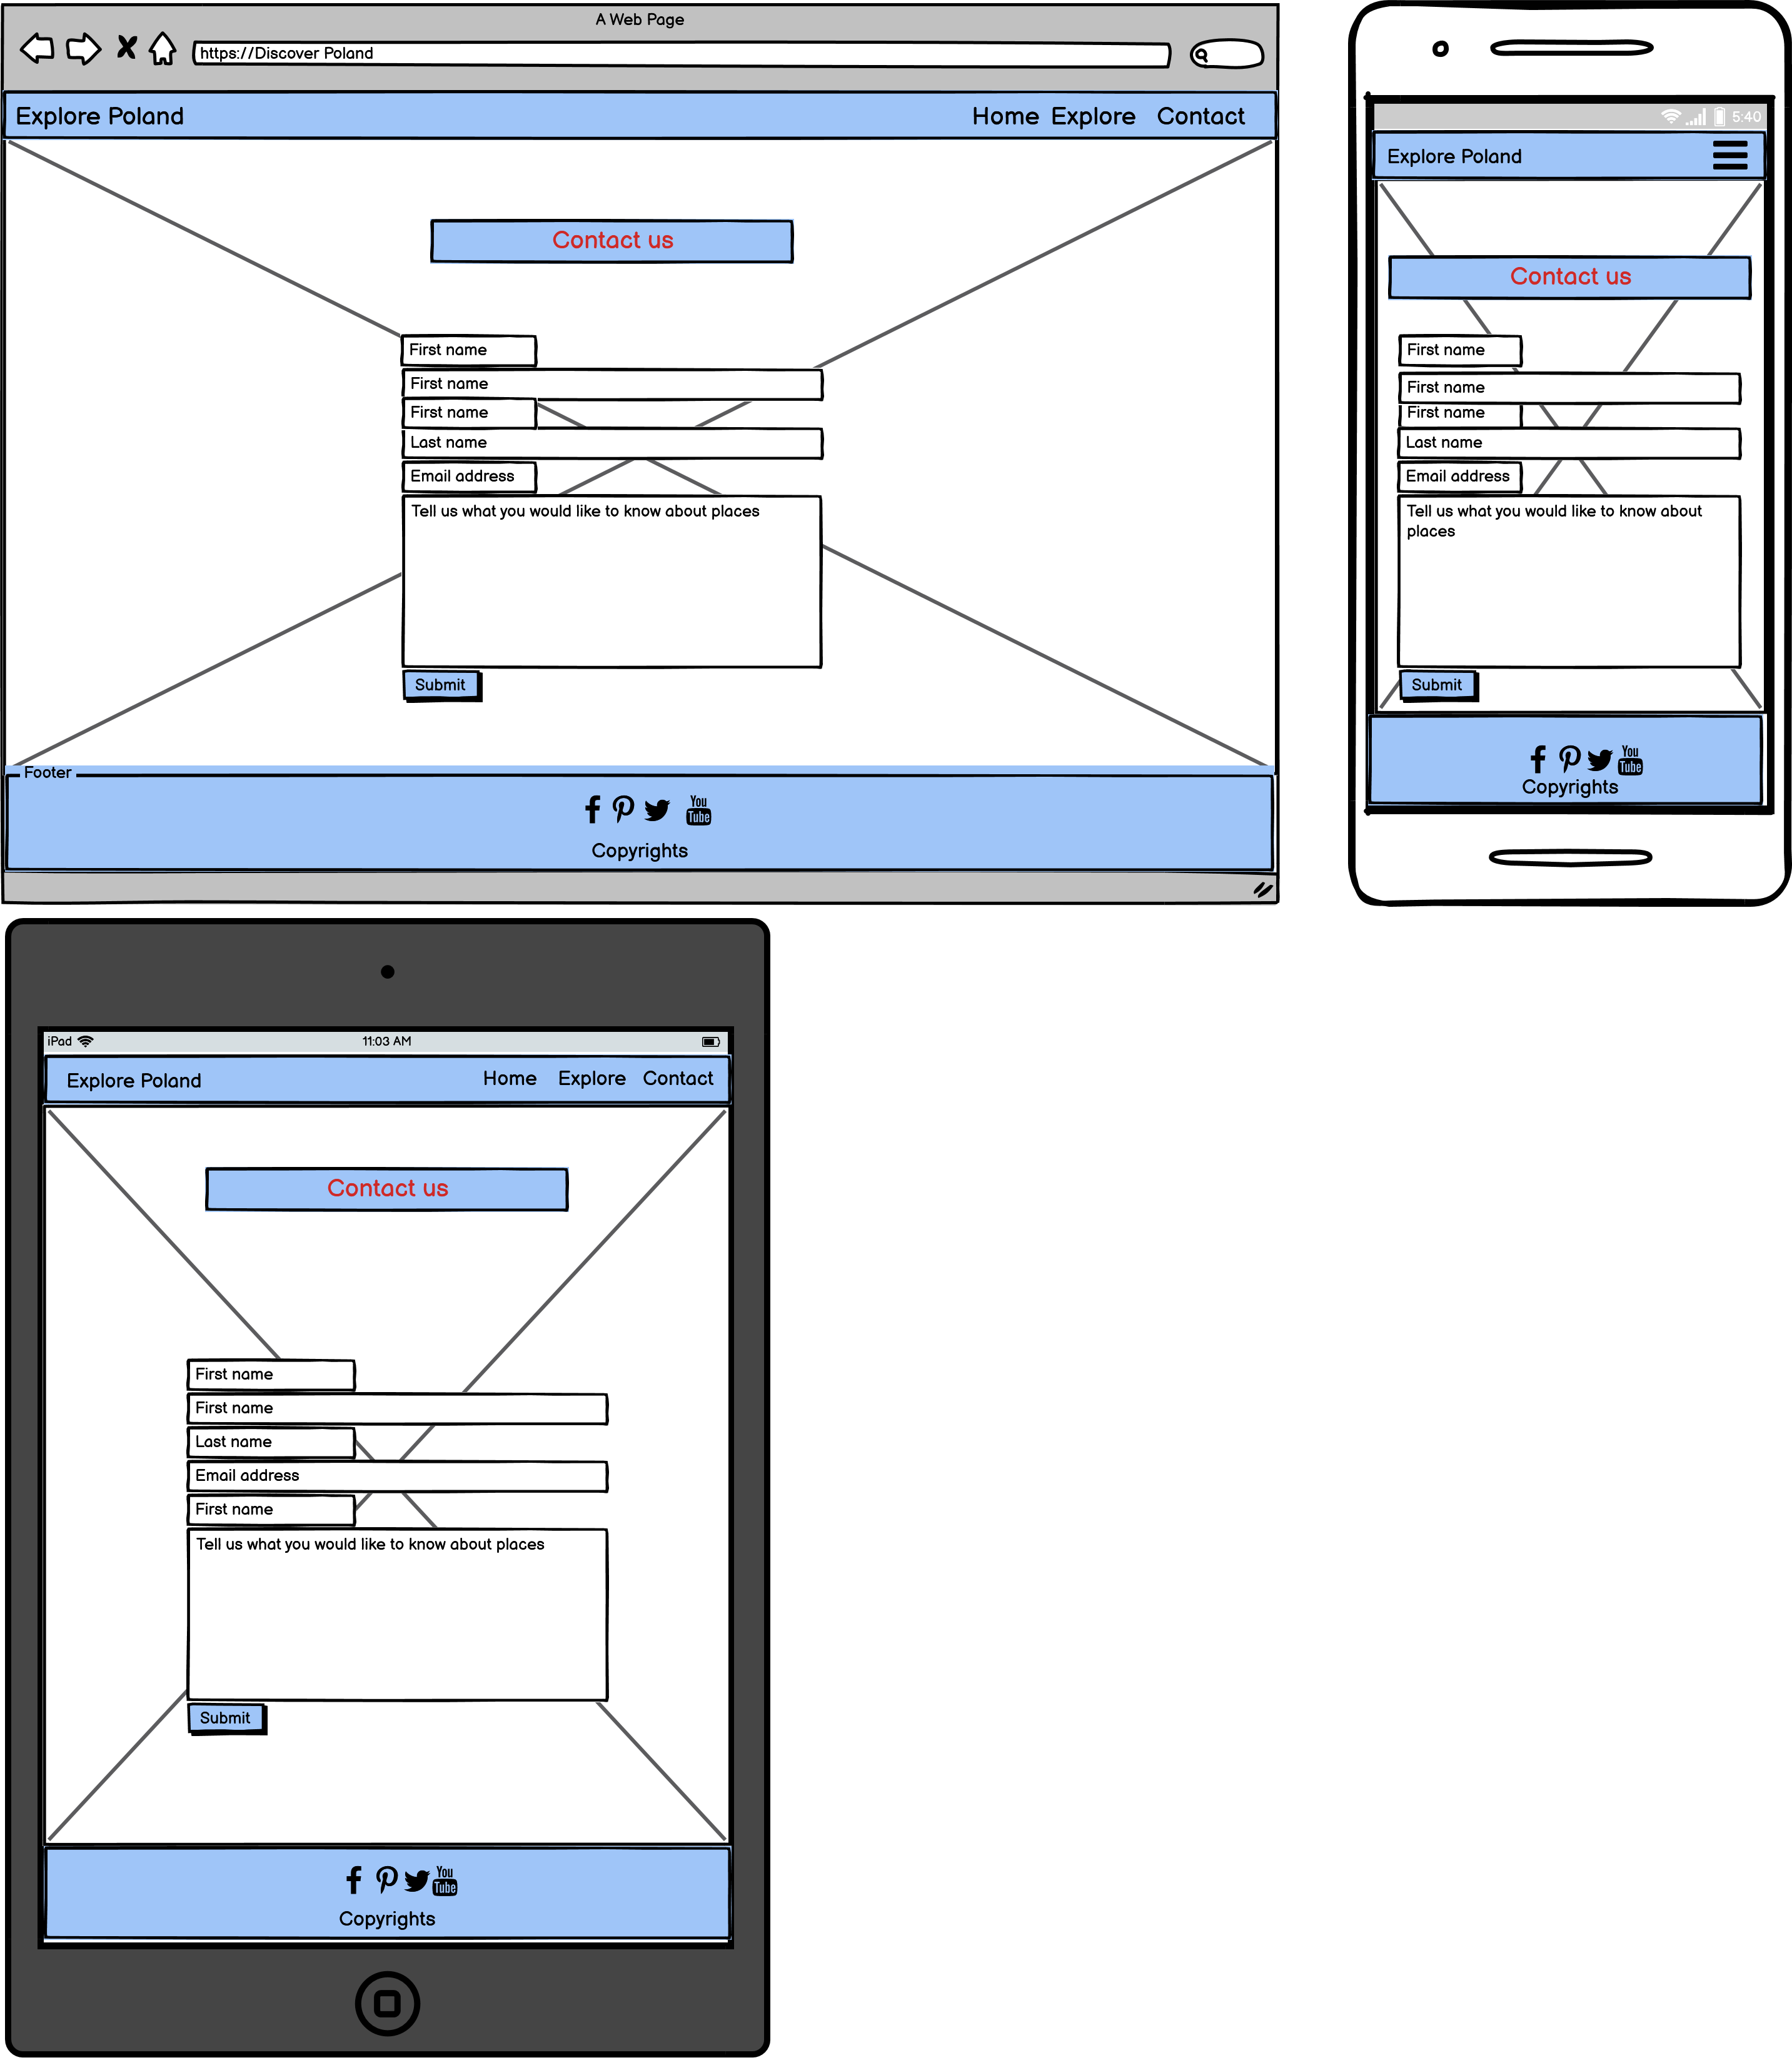 A Web Page
https://Discover Poland
Explore Poland
Home Explore Contact
Contact us
First name
First name
First name
Last name
Email address
Tell us what you would like to know about places
Submit
Footer
You
Tube
Copyrights
5:40
Explore Poland
Contact us
First name
First name
First name
Last name
Email address
Tell us what you would like to know about
places
Submit
You
Tube
Copyrights
iPad 11:03 AM
Explore Poland Home Explore Contact
Contact us
First name
First name
Last name
Email address
First name
Tell us what you would like to know about places
Submit
You
Tube
Copyrights